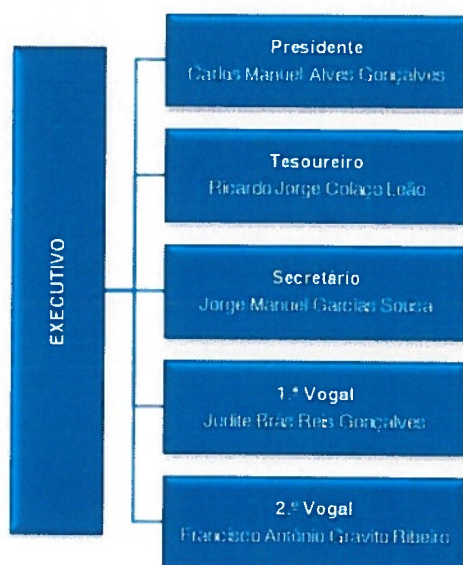 EXECUTIVO
Presidente
Carlos Manuel Alves Gonçalves
Tesoureiro
Ricardo Jorge Colaço Leão
Secretário
Jorge Manuel Garcias Sousa
1.ª Vogal
Judite Brás Reis Gonçalves
2.º Vogal
Francisco António Gravito Ribeiro